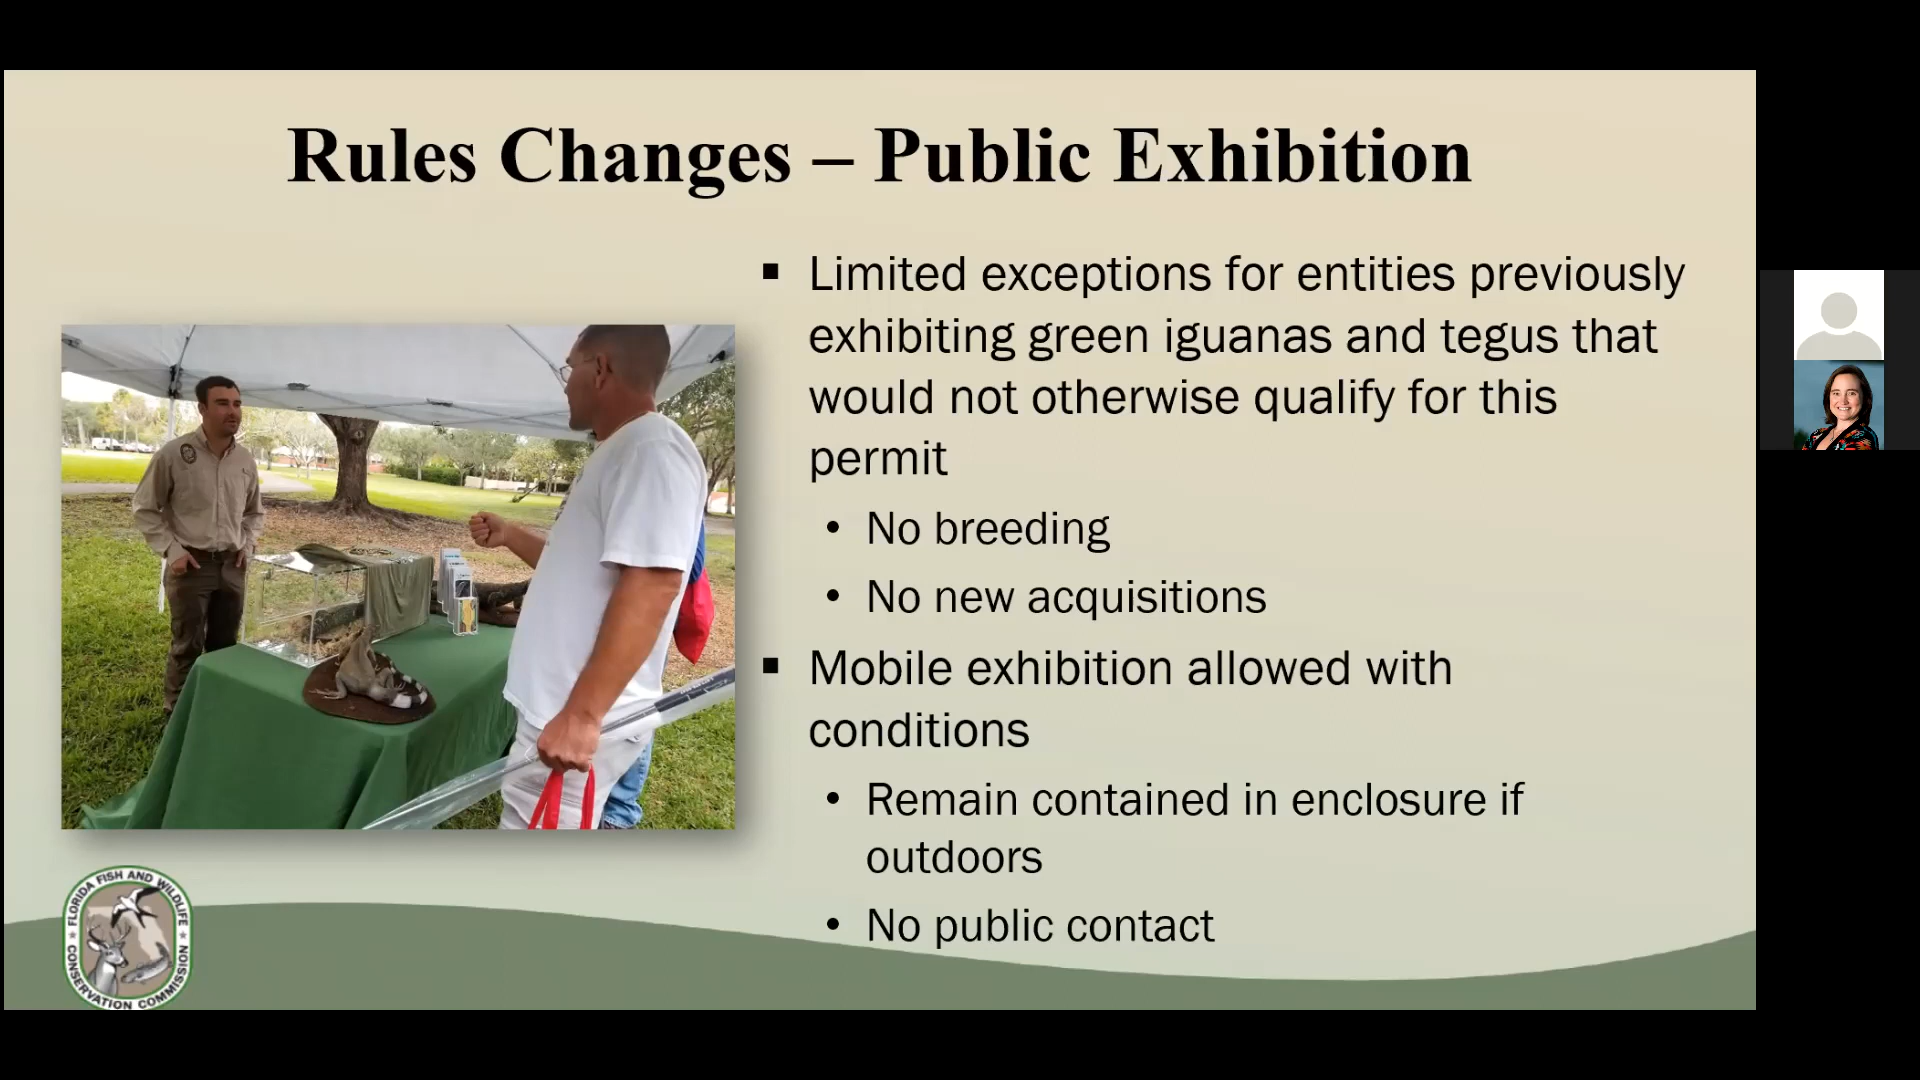 Rules Changes – Public Exhibition
▪ Limited exceptions for entities previously
exhibiting green iguanas and tegus that
would not otherwise qualify for this
permit
• No breeding
• No new acquisitions
▪ Mobile exhibition allowed with
conditions
• Remain contained in enclosure if
outdoors
• No public contact
FLORIDA FISH AND WILDLIFE
CONSERVATION COMMISSION